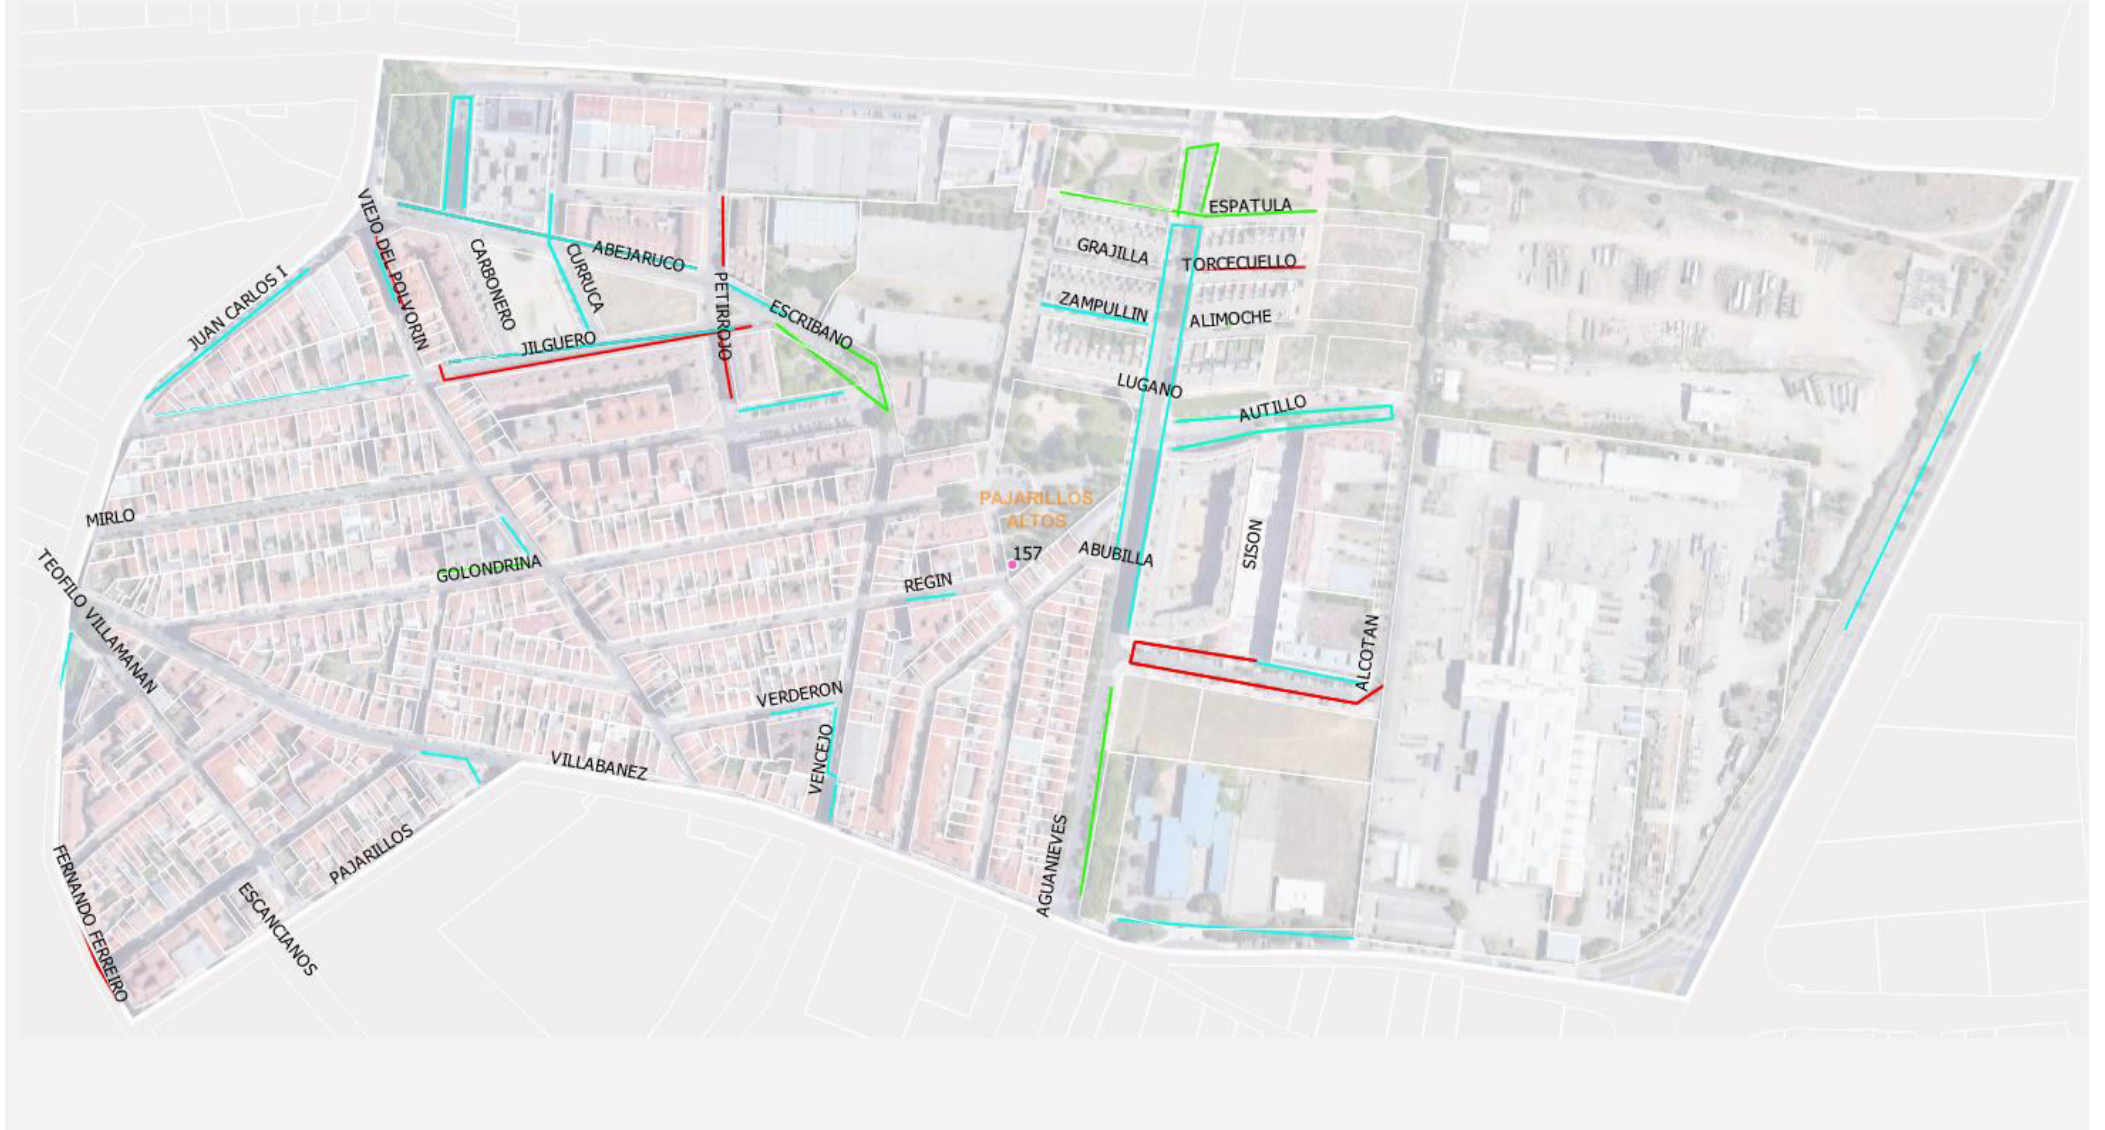 ESPATULA
GRAJILLA
TORCECUELLO
VIEJO DEL POLVORIN
CARBONERO
CURRUCA
ABEJARUCO
PETIRROJO
ESCRIBANO
ZAMPULLIN
ALIMOCHE
JUAN CARLOS I
JILGUERO
LUGANO
AUTILLO
PAJARILLOS
ALTOS
MIRLO
SISON
157
ABUBILLA
GOLONDRINA
REGIN
TEOFILO VILLAMANAN
ALCOTAN
VERDERON
VENCEJO
VILLABANEZ
PAJARILLOS
AGUANIEVES
FERNANDO FERREIRO
ESCANCIANOS